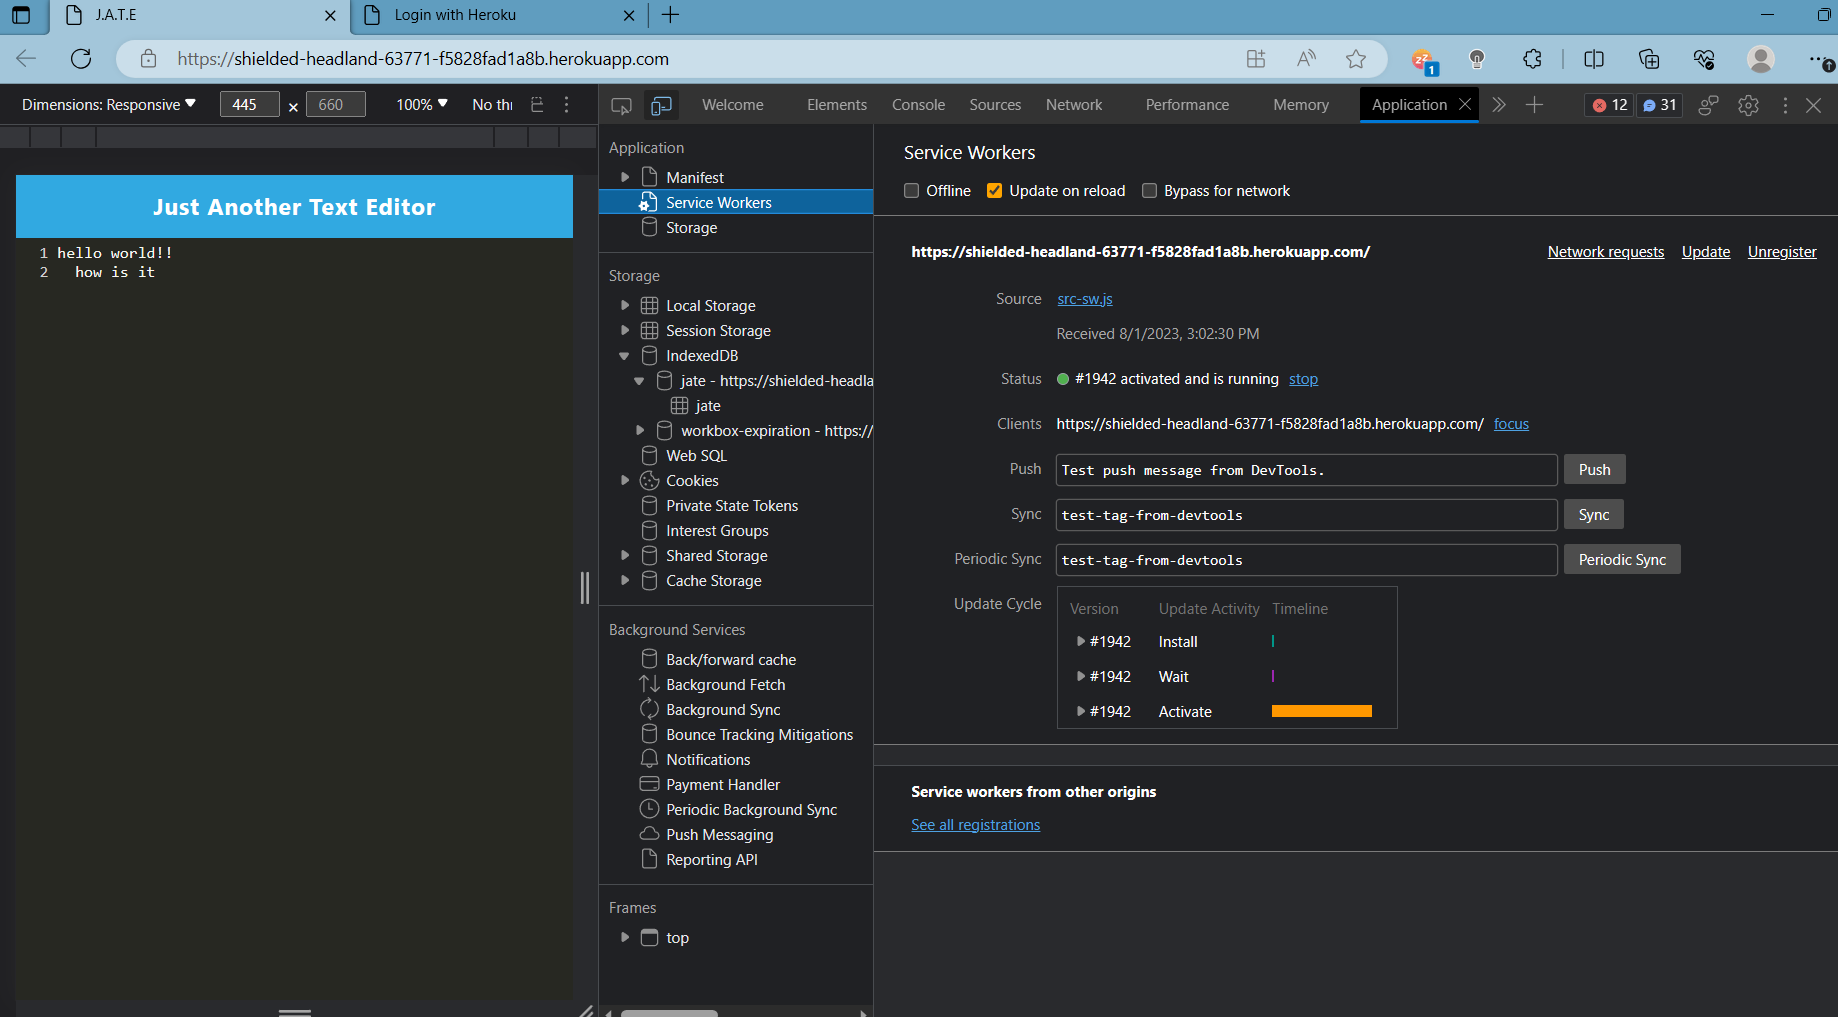 J.A.T.E
Login with Heroku
https://shielded-headland-63771-f5828fad1a8b.herokuapp.com
1
Dimensions: Responsive
445
×
660
100%
No thr
Welcome
Elements
Console
Sources
Network
Performance
Memory
Application
12
31
Just Another Text Editor
1 hello world!!
2 how is it
Application
Manifest
Service Workers
Storage
Storage
Local Storage
Session Storage
IndexedDB
jate - https://shielded-headla
jate
workbox-expiration - https://
Web SQL
Cookies
Private State Tokens
Interest Groups
Shared Storage
Cache Storage
Background Services
Back/forward cache
Background Fetch
Background Sync
Bounce Tracking Mitigations
Notifications
Payment Handler
Periodic Background Sync
Push Messaging
Reporting API
Frames
top
Service Workers
Offline
Update on reload
Bypass for network
https://shielded-headland-63771-f5828fad1a8b.herokuapp.com/
Network requests
Update
Unregister
Source src-sw.js
Received 8/1/2023, 3:02:30 PM
Status #1942 activated and is running stop
Clients https://shielded-headland-63771-f5828fad1a8b.herokuapp.com/ focus
Push Test push message from DevTools. Push
Sync test-tag-from-devtools Sync
Periodic Sync test-tag-from-devtools Periodic Sync
Update Cycle Version Update Activity Timeline
#1942 Install
#1942 Wait
#1942 Activate
Service workers from other origins
See all registrations